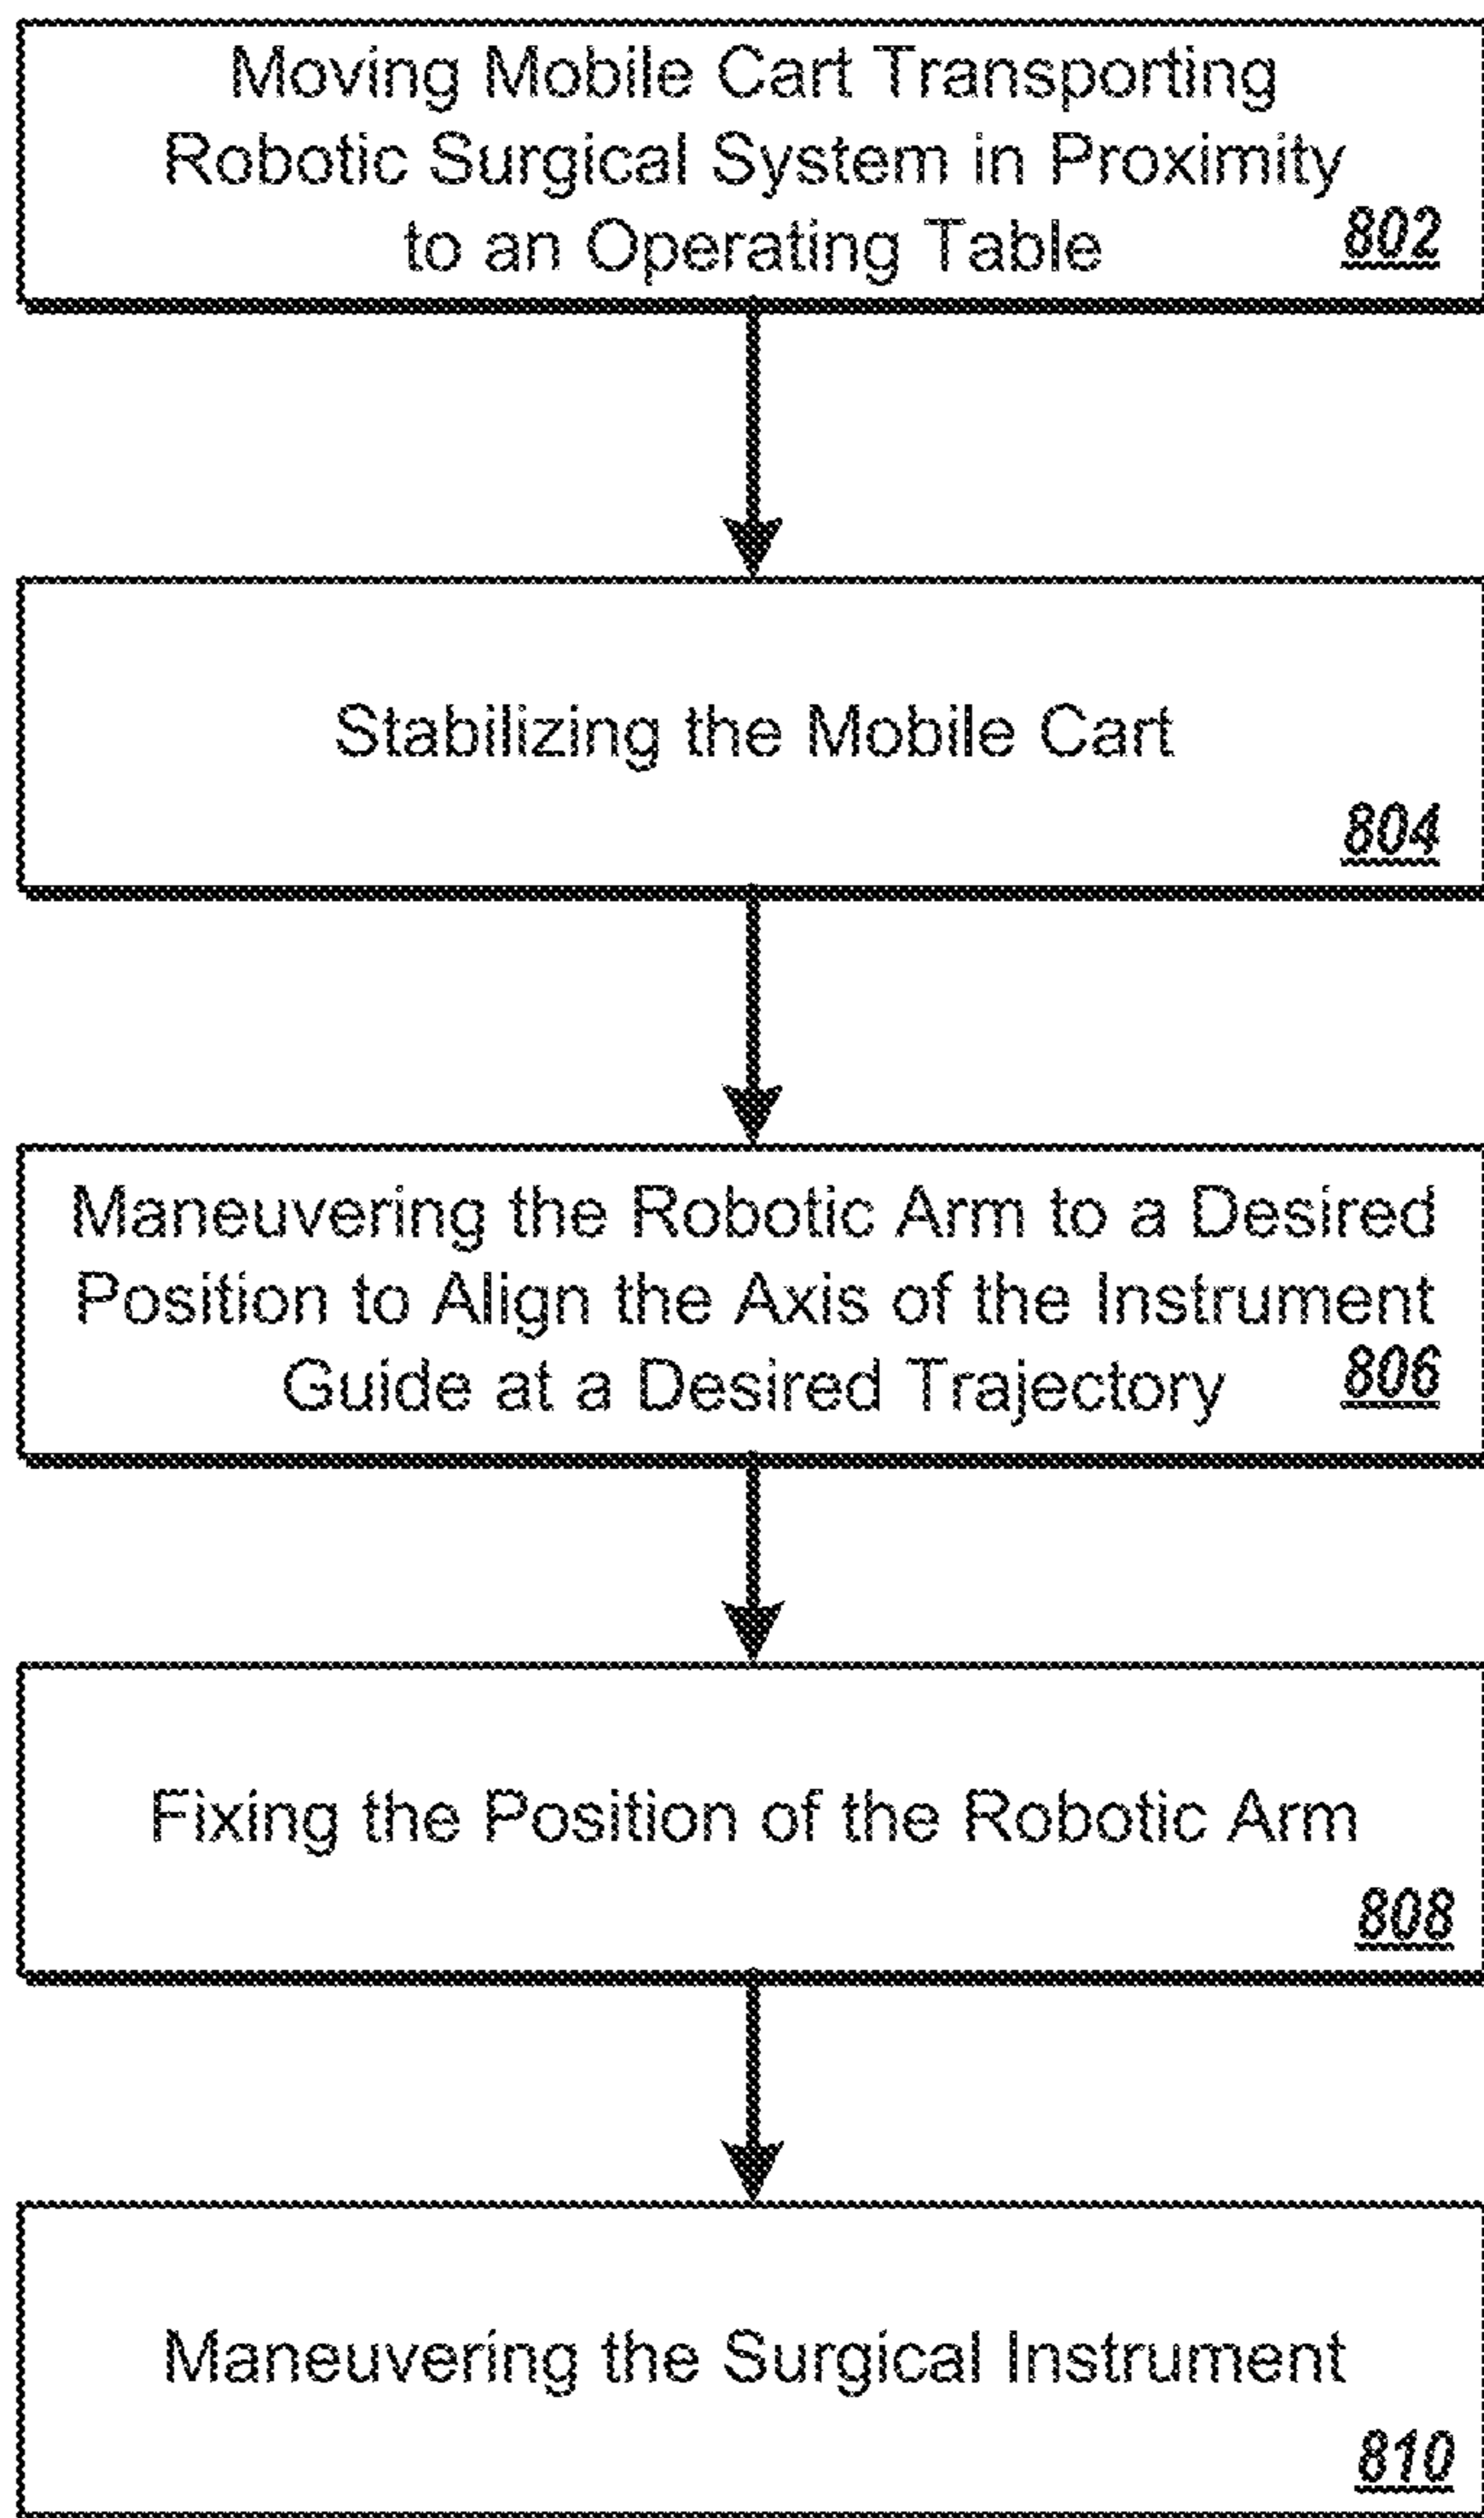 Moving Mobile Cart Transporting
Robotic Surgical System in Proximity
to an Operating Table
802
Stabilizing the Mobile Cart
804
Maneuvering the Robotic Arm to a Desired
Position to Align the Axis of the Instrument
Guide at a Desired Trajectory
806
Fixing the Position of the Robotic Arm
808
Maneuvering the Surgical Instrument
810